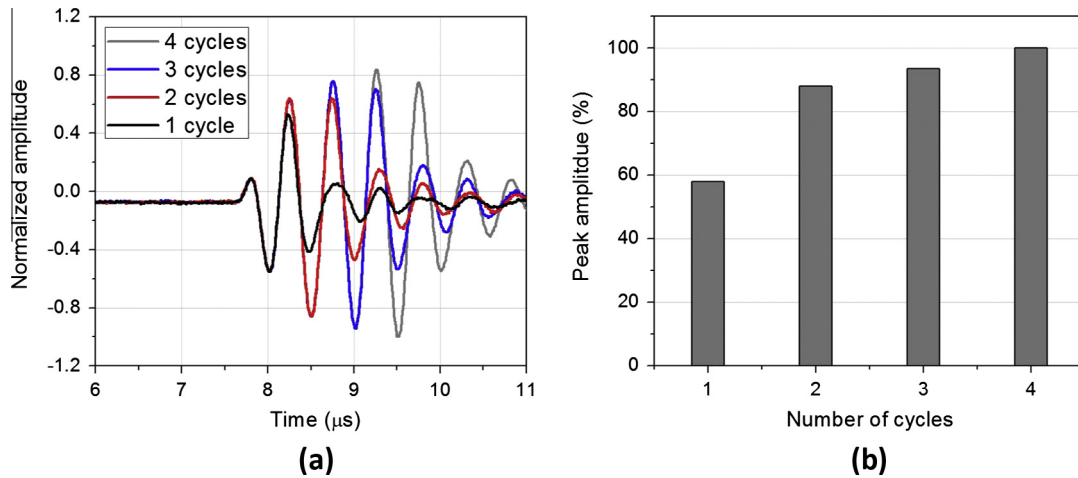 1.2
0.8
0.4
0.0
-0.4
-0.8
-1.2
Normalized amplitude
4 cycles
3 cycles
2 cycles
1 cycle
6 7 8 9 10 11
Time (μs)
(a)
100
80
60
40
20
0
Peak amplitdue (%)
1 2 3 4
Number of cycles
(b)